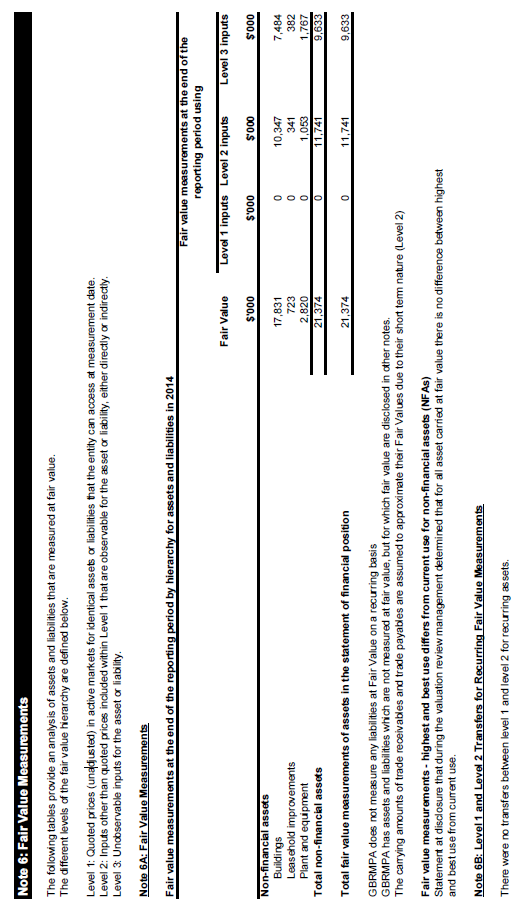 Note 6: Fair Value Measurements
The following tables provide an analysis of assets and liabilities that are measured at fair value.
The different levels of the fair value hierarchy are defined below.
Level 1: Quoted prices (unadjusted) in active markets for identical assets or liabilities that the entity can access at measurement date.
Level 2: Inputs other than quoted prices included within Level 1 that are observable for the asset or liability, either directly or indirectly.
Level 3: Unobservable inputs for the asset or liability.
Note 6A: Fair Value Measurements
Fair value measurements at the end of the reporting period by hierarchy for assets and liabilities in 2014
Fair value measurements at the end of the
reporting period using
Fair Value Level 1 inputs Level 2 inputs Level 3 inputs
$'000 $'000 $'000 $'000
Non-financial assets
Buildings 17,831 0 10,347 7,484
Leasehold improvements 723 0 341 382
Plant and equipment 2,820 0 1,053 1,767
Total non-financial assets 21,374 0 11,741 9,633
Total fair value measurements of assets in the statement of financial position 21,374 0 11,741 9,633
GBRMPA does not measure any liabilities at Fair Value on a recurring basis
GBRMPA has assets and liabilities which are not measured at fair value, but for which fair value are disclosed in other notes.
The carrying amounts of trade receivables and trade payables are assumed to approximate their Fair Values due to their short term nature (Level 2)
Fair value measurements - highest and best use differs from current use for non-financial assets (NFAs)
Statement at disclosure that during the valuation review management determined that for all asset carried at fair value there is no difference between highest
and best use from current use.
Note 6B: Level 1 and Level 2 Transfers for Recurring Fair Value Measurements
There were no transfers between level 1 and level 2 for recurring assets.